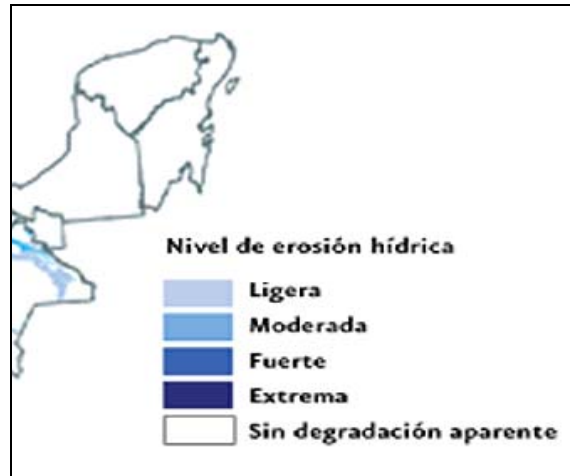 Nivel de erosión hídrica
Ligera
Moderada
Fuerte
Extrema
Sin degradación aparente